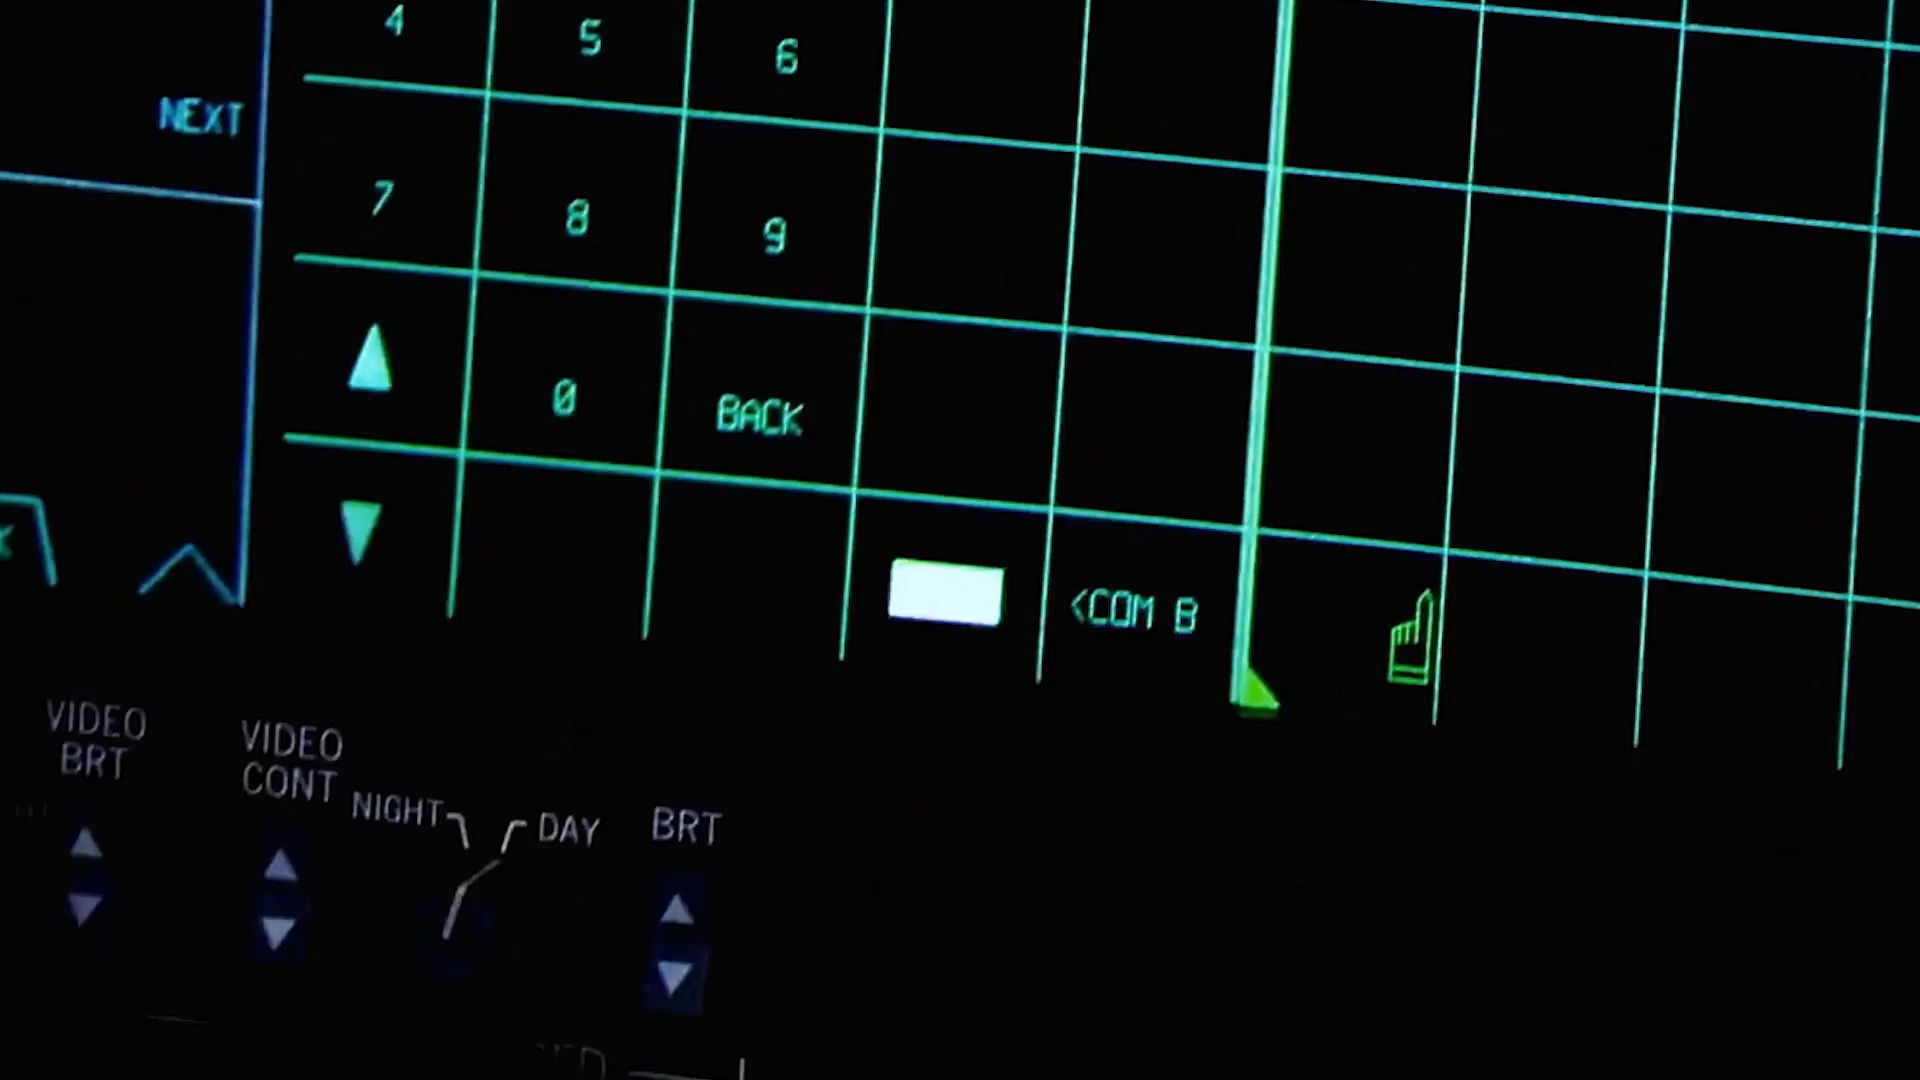 4 5 6
NEXT
7 8 9
0 BACK
<COM B
VIDEO
BRT
VIDEO
CONT
NIGHT
DAY
BRT